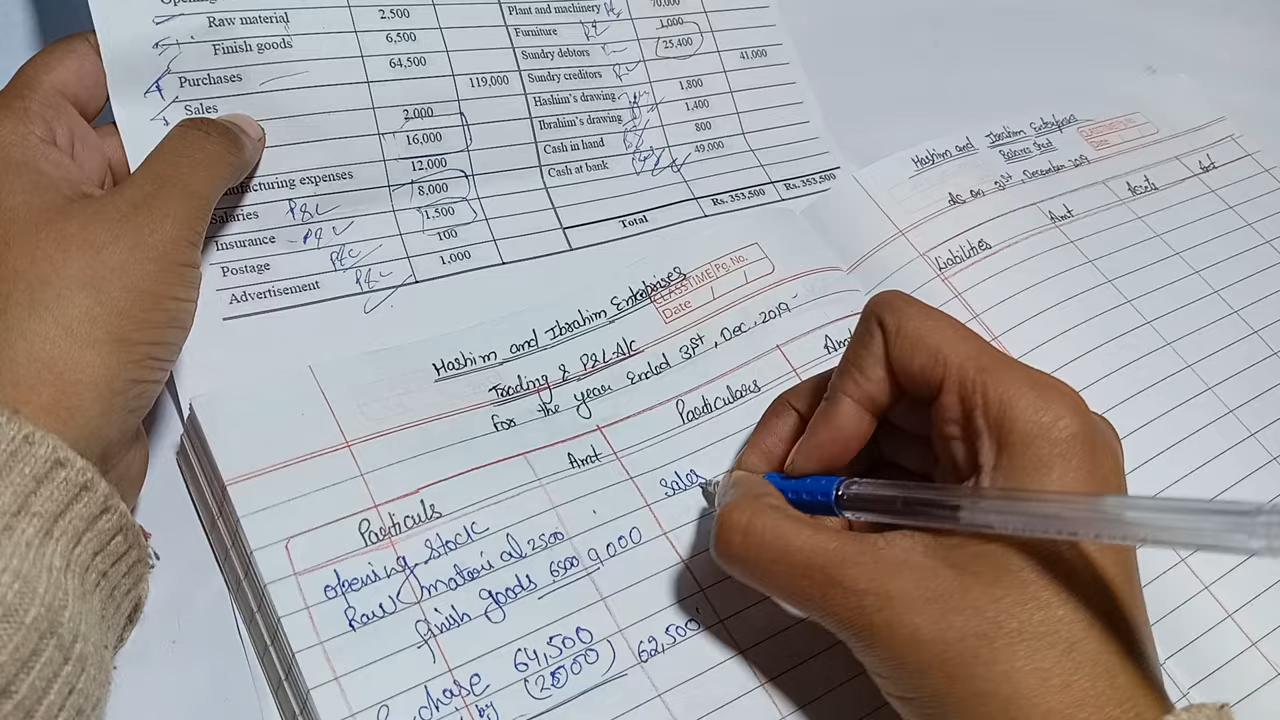 Raw material 2,500
Finish goods 6,500
Purchases 64,500
Sales 119,000
2,000
16,000
expenses 12,000
Salaries P&L 8,000
Insurance P&L 1,500
Postage P&L 100
Advertisement P&L 1,000
Plant and machinery 70,000
Furniture 1,000
Sundry debtors 25,400
Sundry creditors 41,000
Hashim's drawing 1,800
Ibrahim's drawing 1,400
Cash in hand 800
Cash at bank 49,000
Total Rs. 353,500 Rs. 353,500
Hashim and Ibrahim Enterprises
Trading & P&L A/C
For the year Ended 31st, Dec, 2019
CLASSTIME Pg. No.
Date
Particuls Amt Particulars Amt
opening Stock Sales
Raw material 2500
finish goods 6500 9,000
64,500
(2000) 62,500
by
Hashim and Ibrahim Enterprises
Balance sheet
As on 31st, December 2019
Date
Liabilities Amt Assets Amt